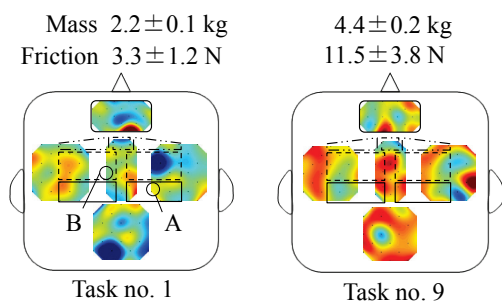 Mass 2.2±0.1 kg
Friction 3.3±1.2 N
4.4±0.2 kg
11.5±3.8 N
B
A
Task no. 1
Task no. 9